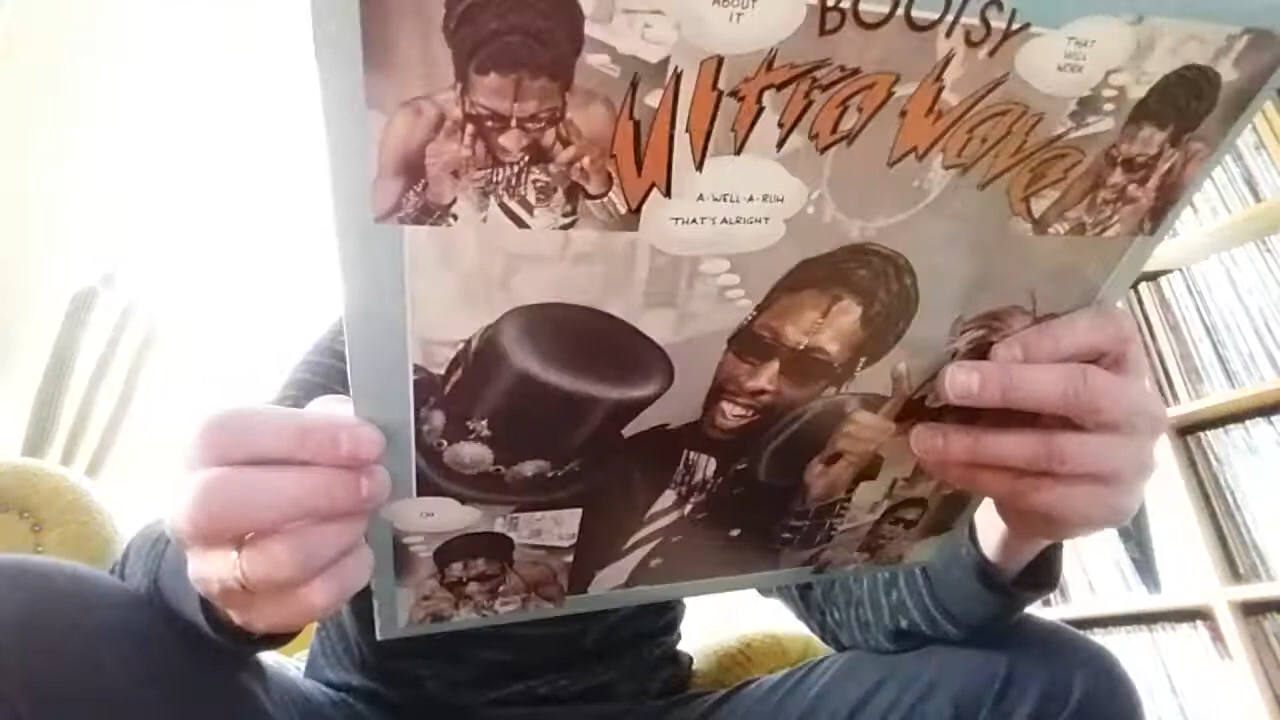 ABOUT
IT
BOOTSY
THAT
WILL
WORK
Ultra Wave
A-WELL-A-RUH
THAT'S ALRIGHT